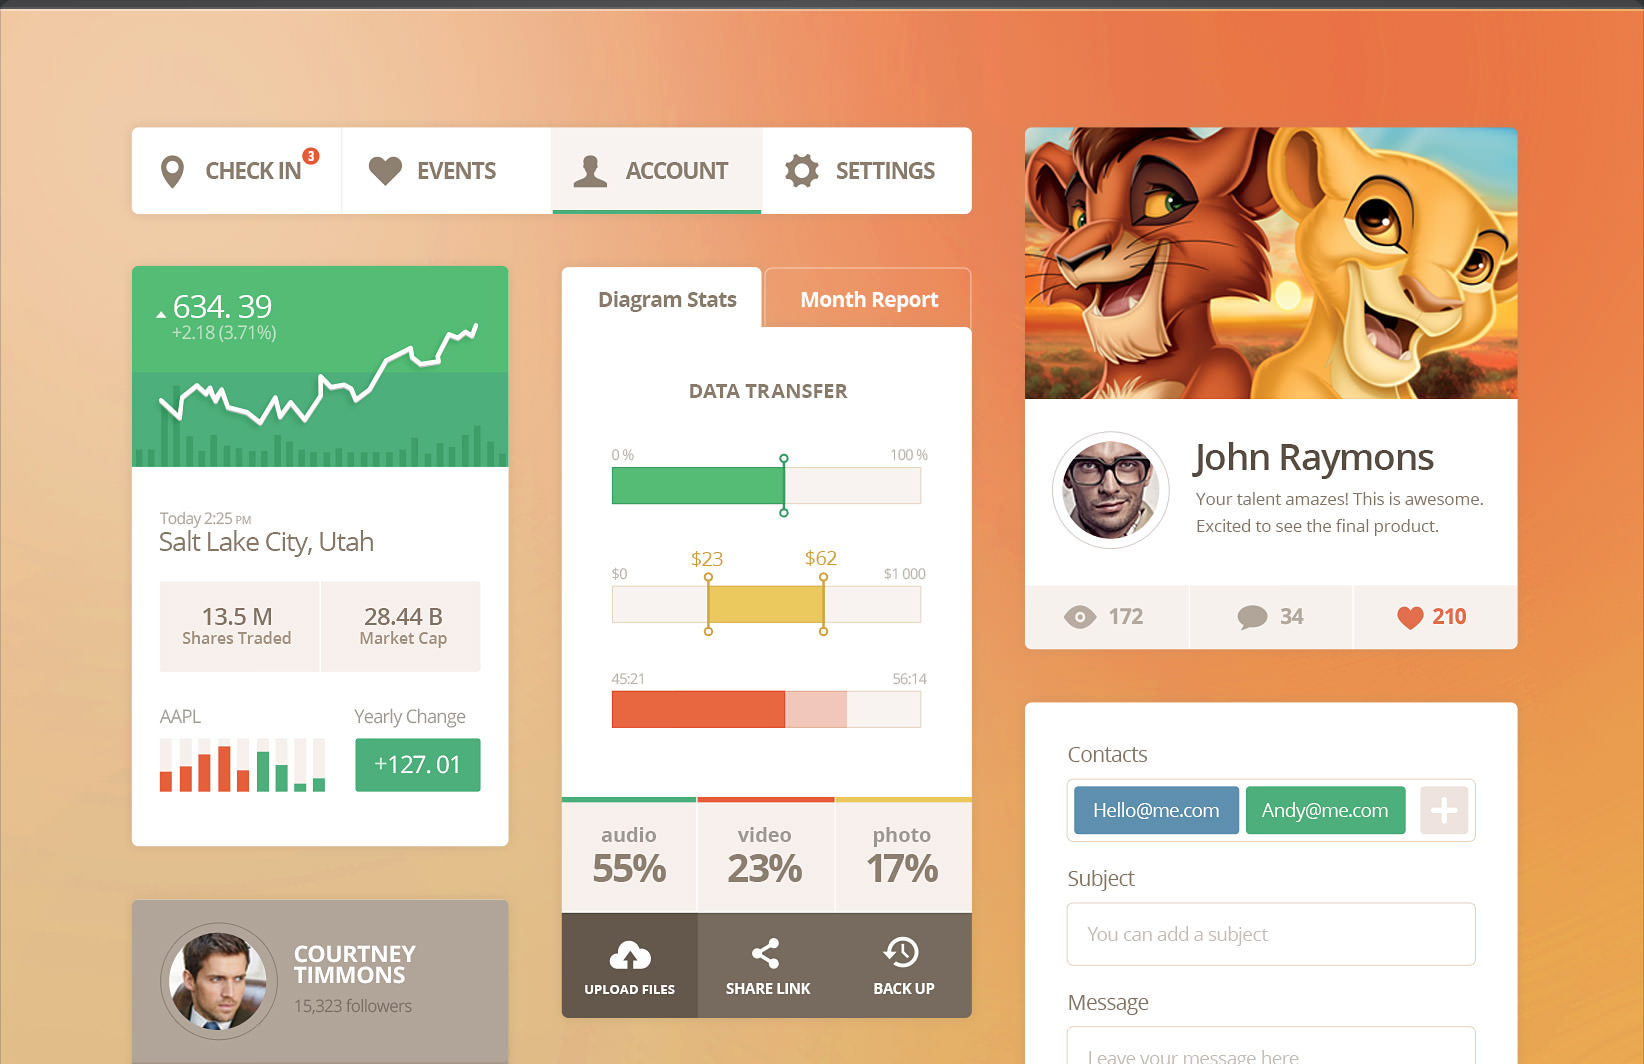 CHECK IN 3
EVENTS
ACCOUNT
SETTINGS
634. 39
+2.18 (3.71%)
Today 2:25 PM
Salt Lake City, Utah
13.5 M
Shares Traded
28.44 B
Market Cap
AAPL
Yearly Change
+127. 01
COURTNEY
TIMMONS
15,323 followers
Diagram Stats
Month Report
DATA TRANSFER
0 %
100 %
$23
$62
$0
$1 000
45:21
56:14
audio
55%
video
23%
photo
17%
UPLOAD FILES
SHARE LINK
BACK UP
John Raymons
Your talent amazes! This is awesome.
Excited to see the final product.
172
34
210
Contacts
Hello@me.com
Andy@me.com
Subject
You can add a subject
Message
Leave your message here